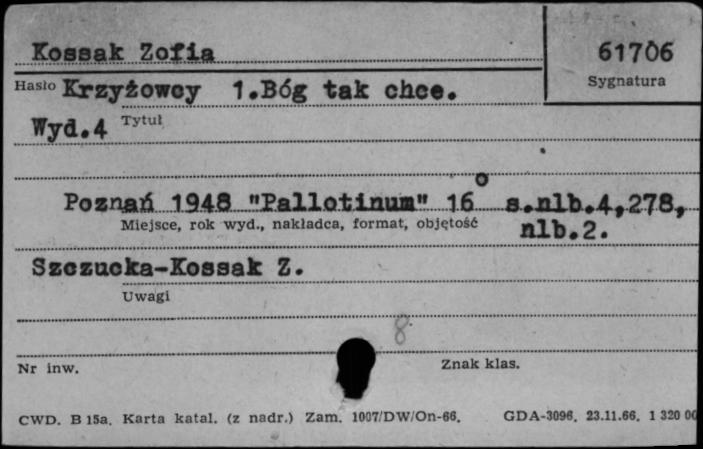 Kossak Zofia
61706
Sygnatura
Hasło Krzyżowcy 1.Bóg tak chce.
Wyd.4 Tytuł
Poznań 1948 "Pallotinum" 16° s.nlb.4,278,
Miejsce, rok wyd., nakładca, format, objętość nlb.2.
Szczucka-Kossak Z.
Uwagi
8
Nr inw. Znak klas.
CWD. B 15a. Karta katal. (z nadr.) Zam. 1007/DW/On-66. GDA-3096. 23.11.66. 1 320 00